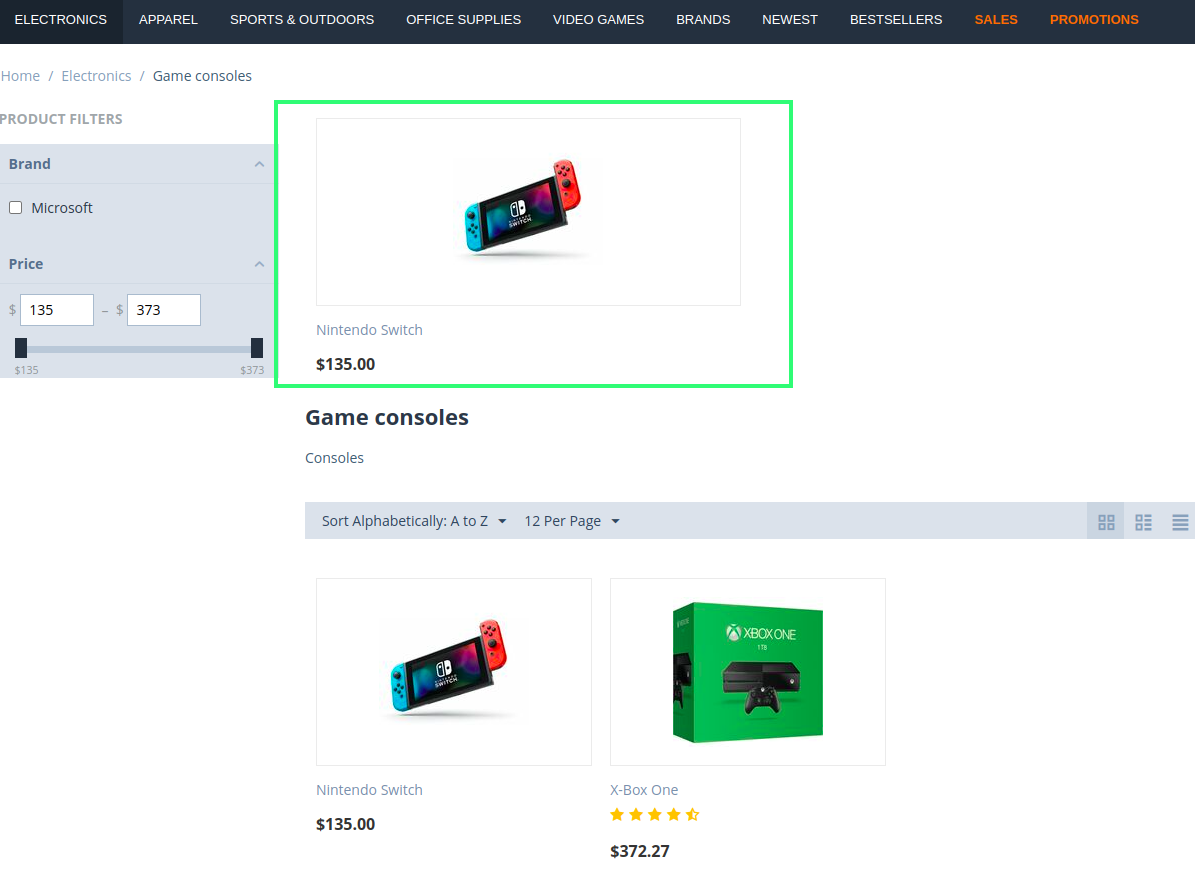 ELECTRONICS APPAREL SPORTS & OUTDOORS OFFICE SUPPLIES VIDEO GAMES BRANDS NEWEST BESTSELLERS SALES PROMOTIONS
Home / Electronics / Game consoles
PRODUCT FILTERS
Brand
Microsoft
Price
$ 135 – $ 373
$135 $373
NINTENDO
SWITCH
Nintendo Switch
$135.00
Game consoles
Consoles
Sort Alphabetically: A to Z 12 Per Page
NINTENDO
SWITCH
Nintendo Switch
$135.00
XBOX ONE
1TB
X-Box One
$372.27